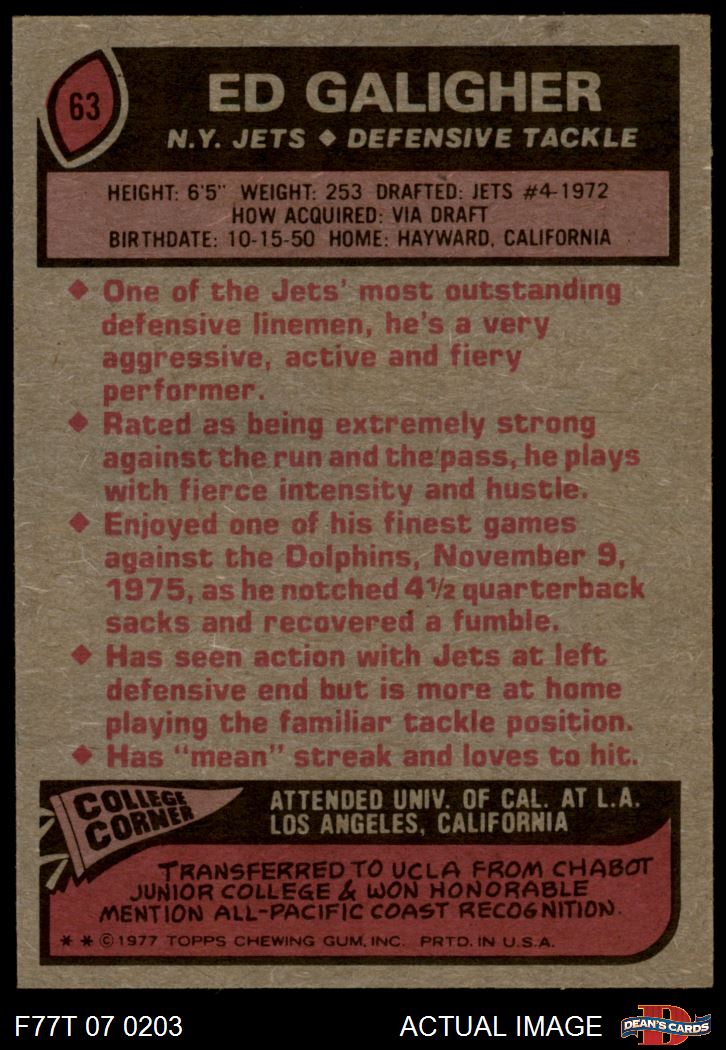 63
ED GALIGHER
N.Y. JETS ◆ DEFENSIVE TACKLE
HEIGHT: 6'5" WEIGHT: 253 DRAFTED: JETS #4-1972
HOW ACQUIRED: VIA DRAFT
BIRTHDATE: 10-15-50 HOME: HAYWARD, CALIFORNIA
◆ One of the Jets' most outstanding
defensive linemen, he's a very
aggressive, active and fiery
performer.
◆ Rated as being extremely strong
against the run and the pass, he plays
with fierce intensity and hustle.
◆ Enjoyed one of his finest games
against the Dolphins, November 9,
1975, as he notched 4½ quarterback
sacks and recovered a fumble.
◆ Has seen action with Jets at left
defensive end but is more at home
playing the familiar tackle position.
◆ Has "mean" streak and loves to hit.
COLLEGE
CORNER
ATTENDED UNIV. OF CAL. AT L.A.
LOS ANGELES, CALIFORNIA
TRANSFERRED TO UCLA FROM CHABOT
JUNIOR COLLEGE & WON HONORABLE
MENTION ALL-PACIFIC COAST RECOGNITION.
* * © 1977 TOPPS CHEWING GUM, INC. PRTD. IN U.S.A.
F77T 07 0203
ACTUAL IMAGE
D
DEAN'S CARDS